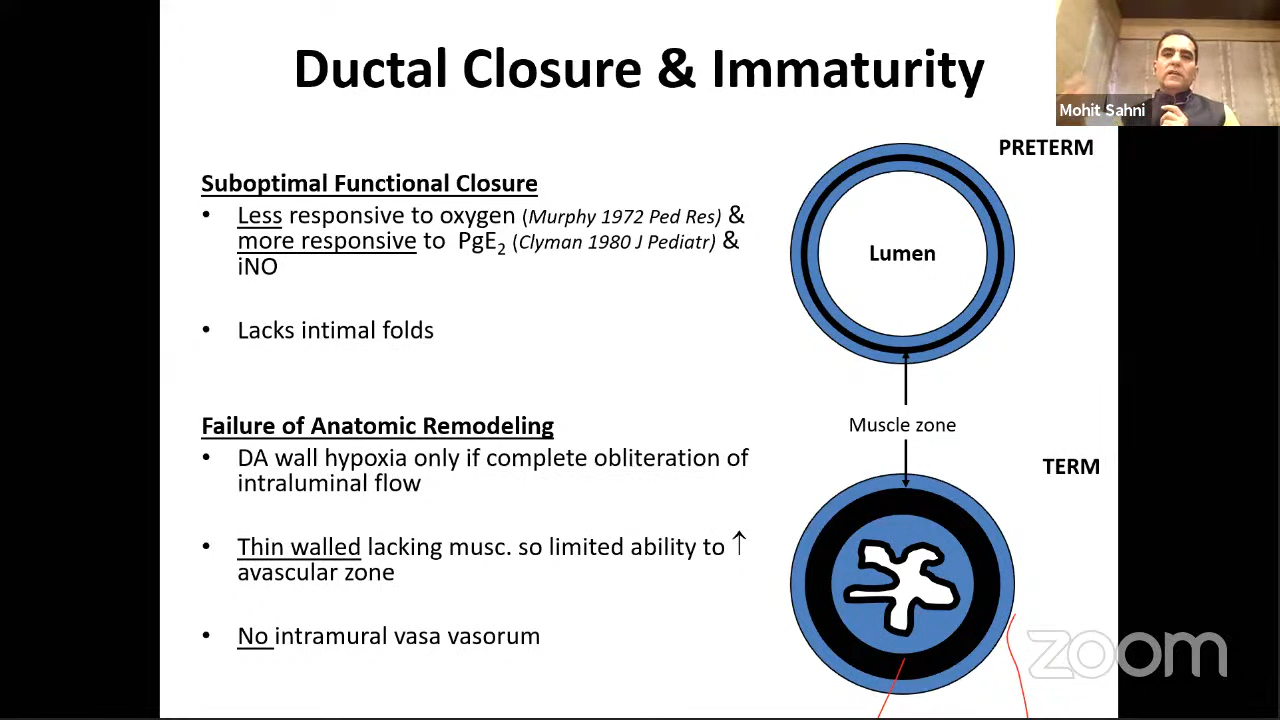 Ductal Closure & Immaturity
Mohit Sahni
PRETERM
Suboptimal Functional Closure
• Less responsive to oxygen (Murphy 1972 Ped Res) &
more responsive to PgE₂ (Clyman 1980 J Pediatr) &
iNO
• Lacks intimal folds
Lumen
Failure of Anatomic Remodeling
• DA wall hypoxia only if complete obliteration of
intraluminal flow
• Thin walled lacking musc. so limited ability to ↑
avascular zone
• No intramural vasa vasorum
Muscle zone
TERM
zoom